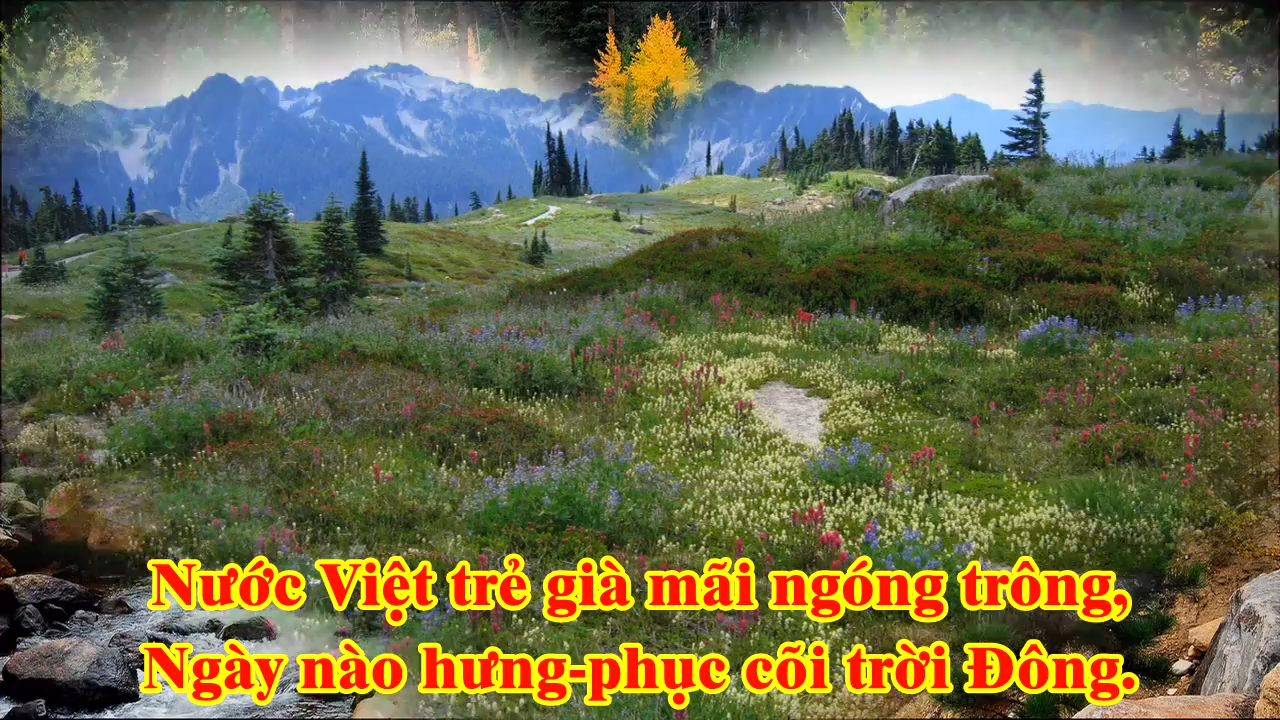 Nước Việt trẻ già mãi ngóng trông,
Ngày nào hưng-phục cõi trời Đông.